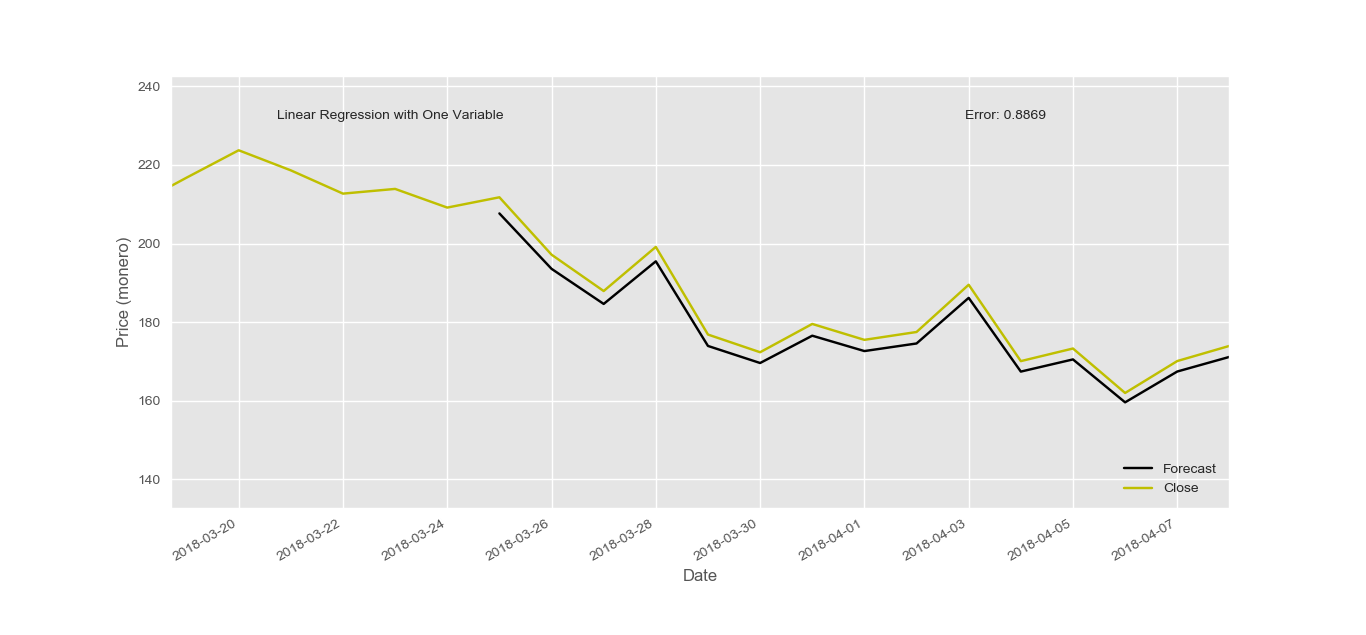 Linear Regression with One Variable
Error: 0.8869
Price (monero)
240
220
200
180
160
140
Forecast
Close
2018-03-20
2018-03-22
2018-03-24
2018-03-26
2018-03-28
2018-03-30
2018-04-01
2018-04-03
2018-04-05
2018-04-07
Date